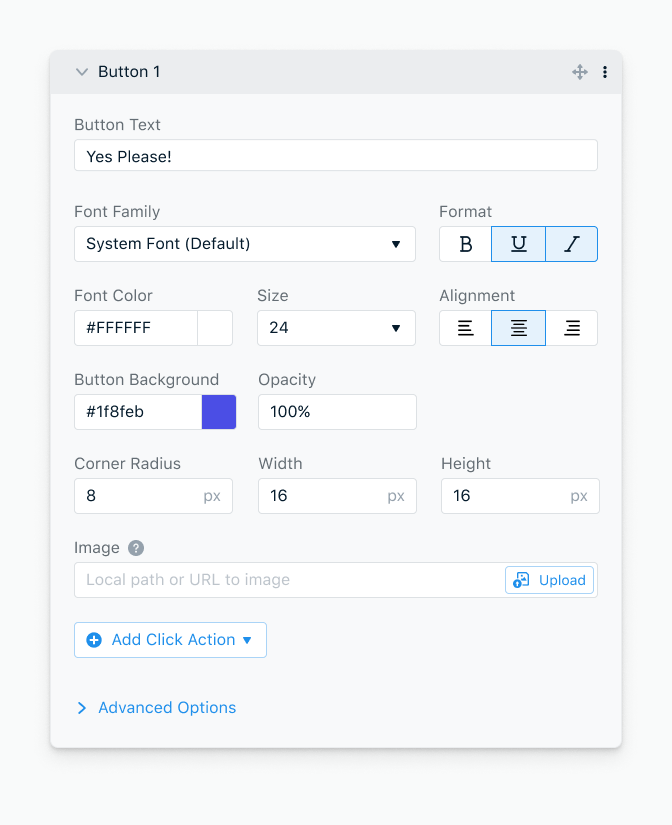 Button 1
Button Text
Yes Please!
Font Family
Format
System Font (Default)
B U I
Font Color
Size
Alignment
#FFFFFF
24
Button Background
Opacity
#1f8feb
100%
Corner Radius
Width
Height
8 px
16 px
16 px
Image ?
Local path or URL to image
Upload
Add Click Action
Advanced Options